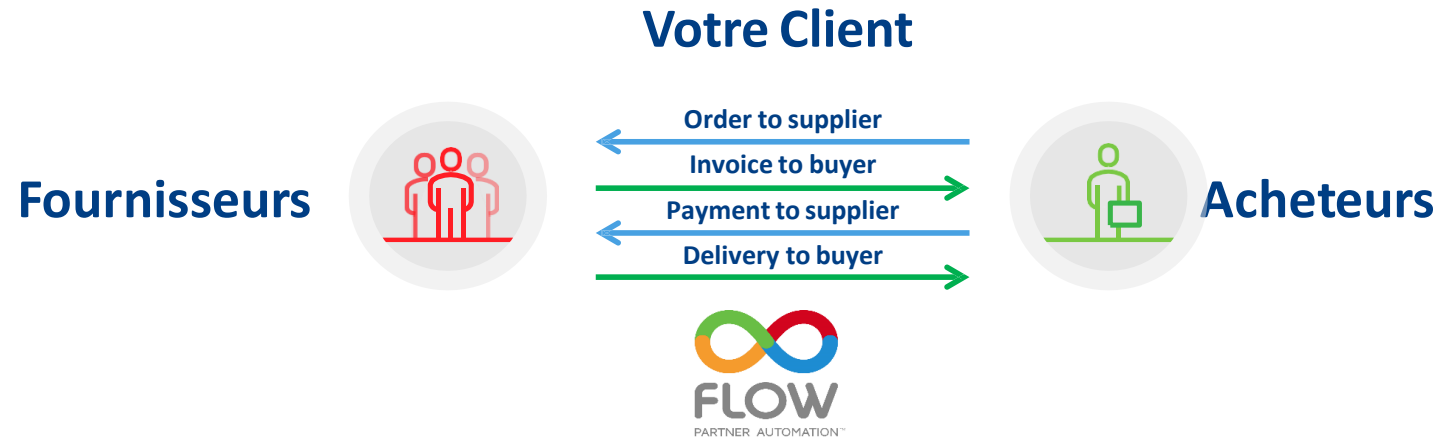 Votre Client
Order to supplier
Invoice to buyer
Fournisseurs
Acheteurs
Payment to supplier
Delivery to buyer
FLOW
PARTNER AUTOMATION™